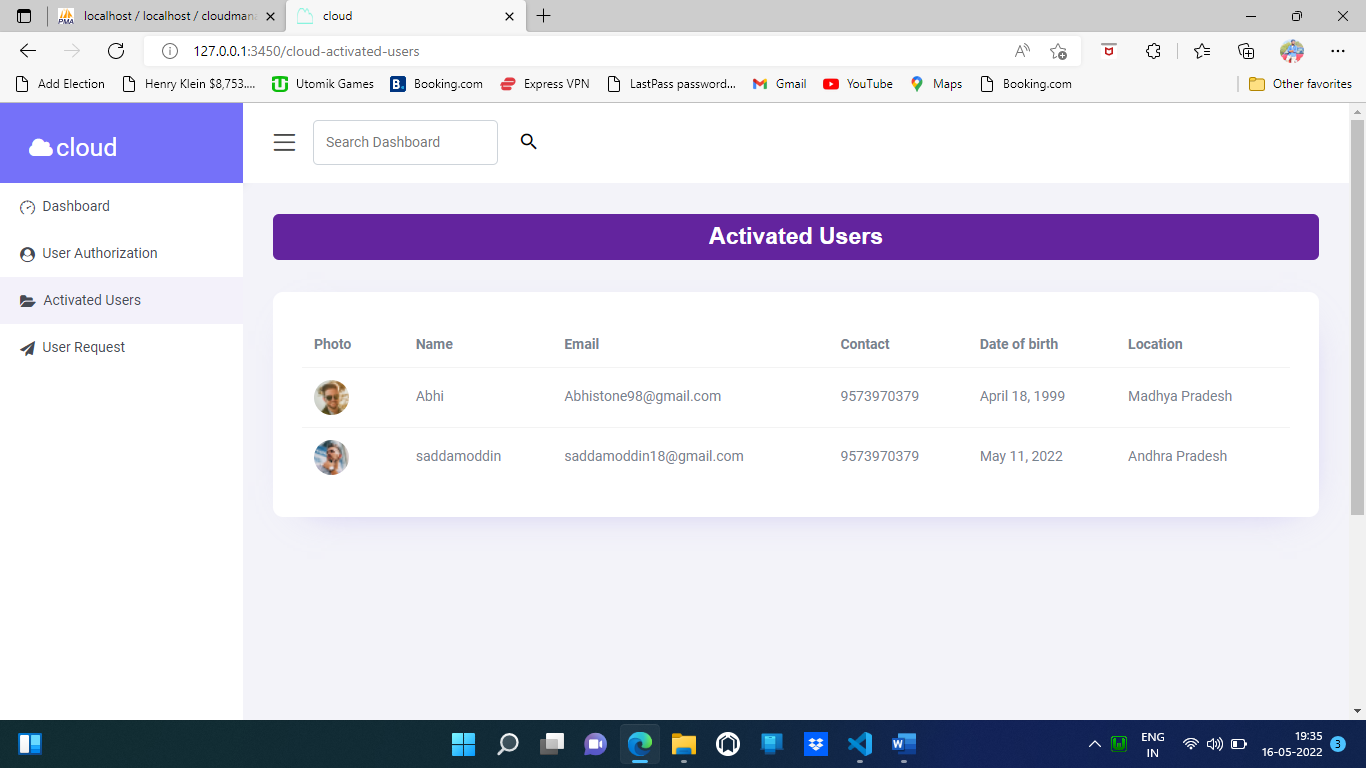 PMA localhost / localhost / cloudmana
cloud
127.0.0.1:3450/cloud-activated-users
Add Election Henry Klein $8,753.... Utomik Games B. Booking.com Express VPN LastPass password... Gmail YouTube Maps Booking.com Other favorites
cloud
Search Dashboard
Dashboard
User Authorization
Activated Users
User Request
Activated Users
Photo Name Email Contact Date of birth Location
Abhi Abhistone98@gmail.com 9573970379 April 18, 1999 Madhya Pradesh
saddamoddin saddamoddin18@gmail.com 9573970379 May 11, 2022 Andhra Pradesh
ENG
IN
19:35
16-05-2022
3